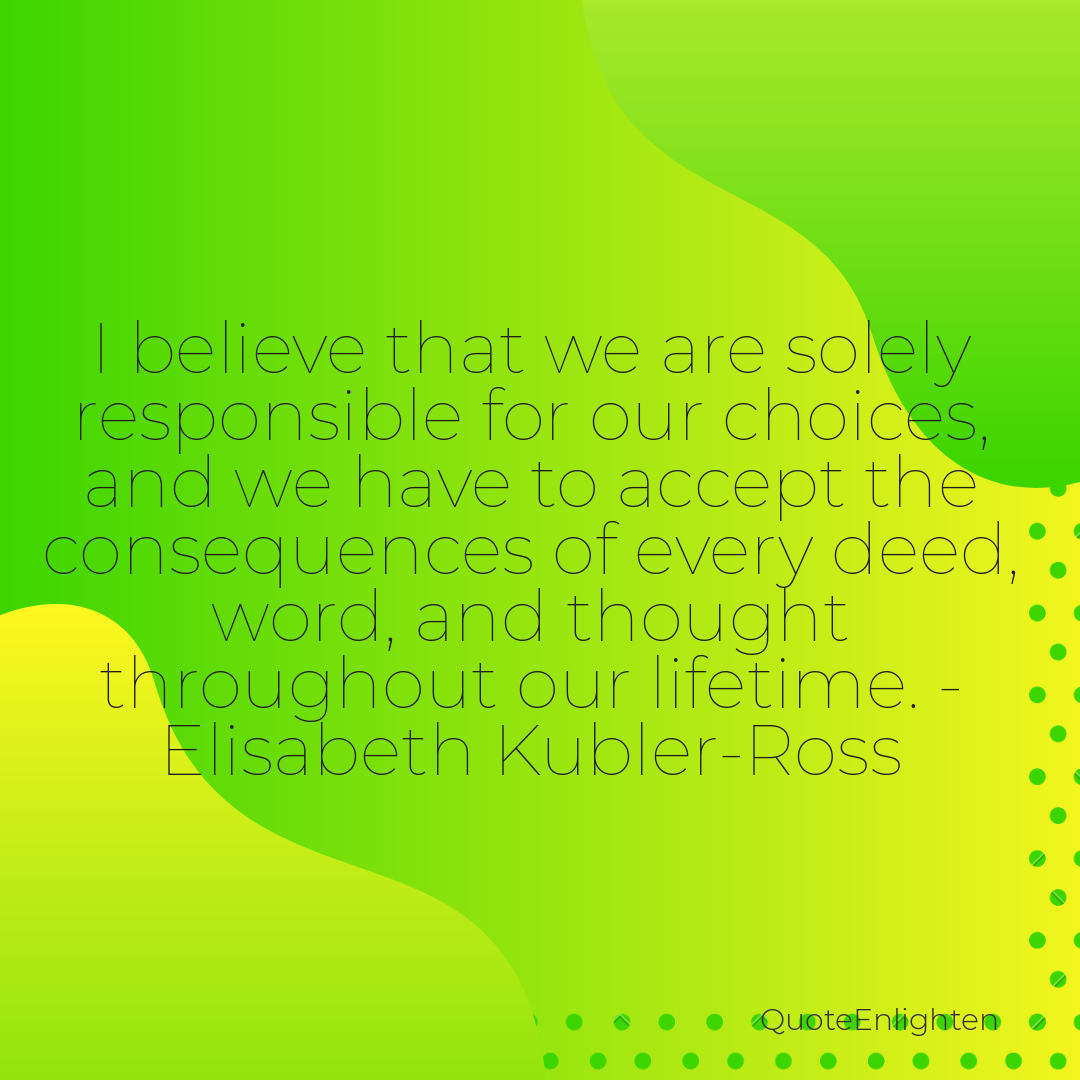 I believe that we are solely
responsible for our choices,
and we have to accept the
consequences of every deed,
word, and thought
throughout our lifetime. -
Elisabeth Kubler-Ross
QuoteEnlighten